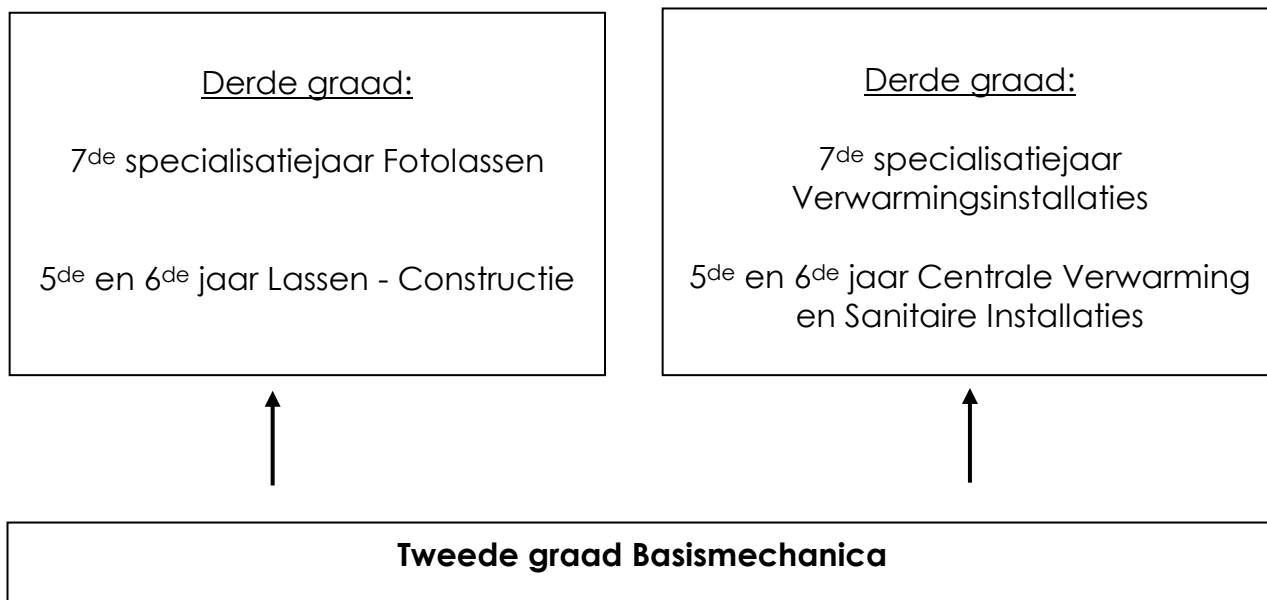 Derde graad:
7de specialisatiejaar Fotolassen
5de en 6de jaar Lassen - Constructie
Derde graad:
7de specialisatiejaar
Verwarmingsinstallaties
5de en 6de jaar Centrale Verwarming
en Sanitaire Installaties
Tweede graad Basismechanica